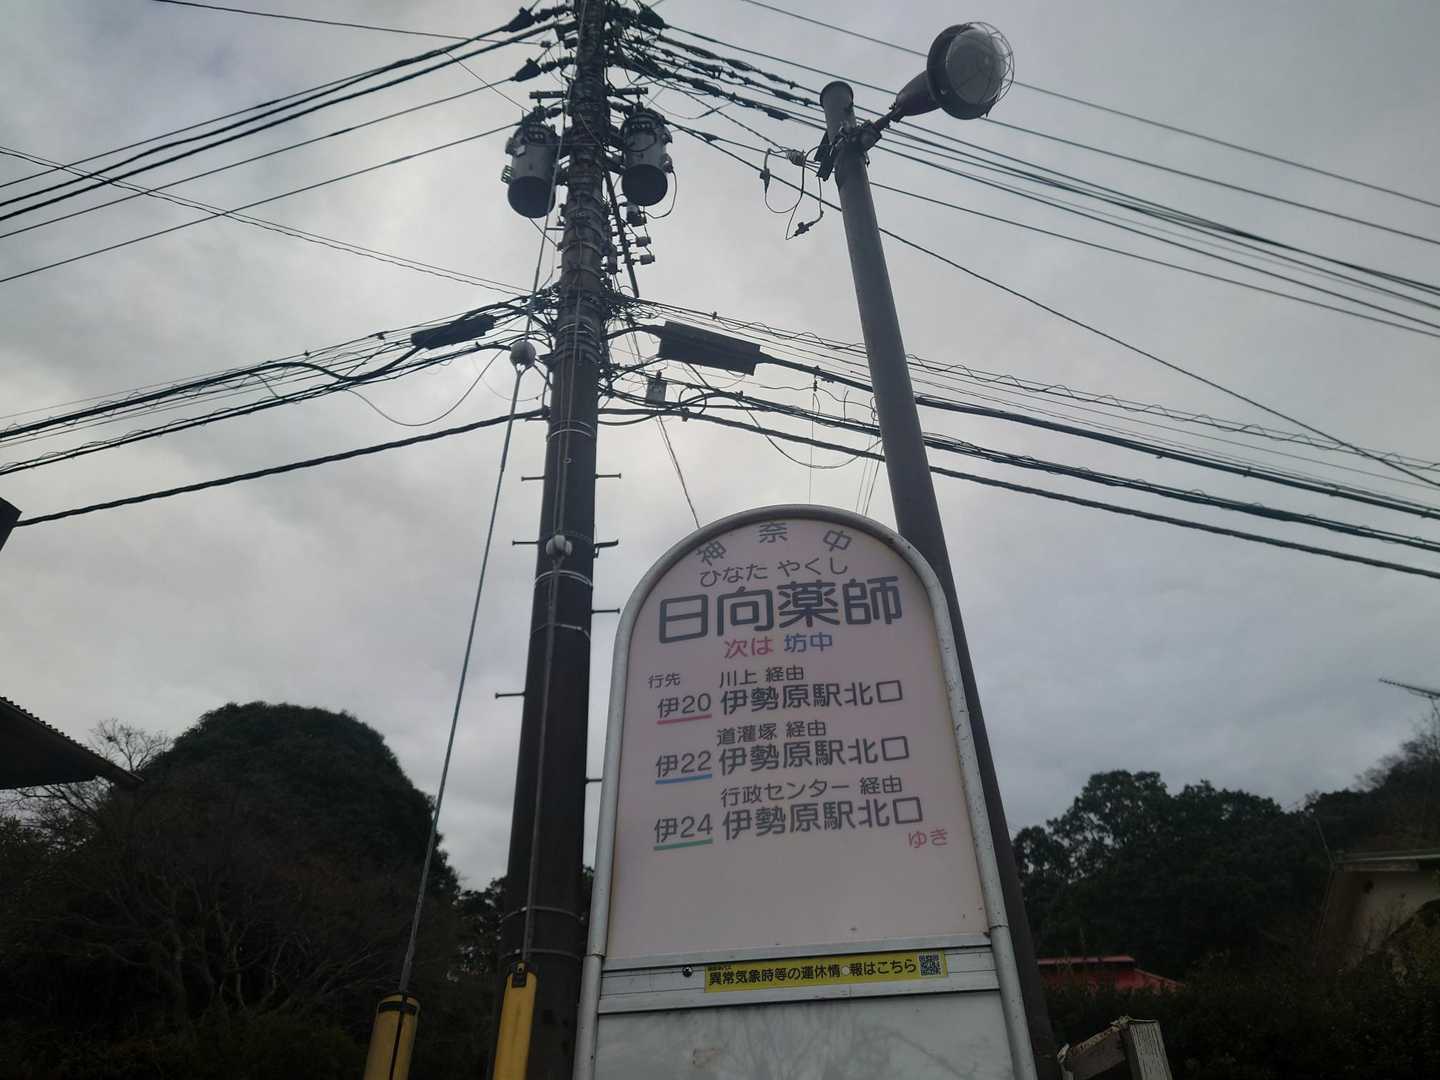 神奈中
ひなた やくし
日向薬師
次は 坊中
行先 川上 経由
伊20 伊勢原駅北口
道灌塚 経由
伊22 伊勢原駅北口
行政センター 経由
伊24 伊勢原駅北口
ゆき
異常気象時等の運休情報はこちら